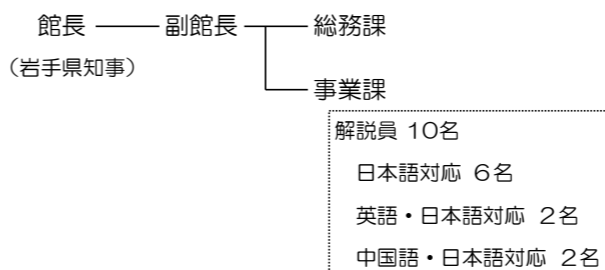 館長 副館長 総務課
（岩手県知事）
事業課
解説員 10名
日本語対応 6名
英語・日本語対応 2名
中国語・日本語対応 2名